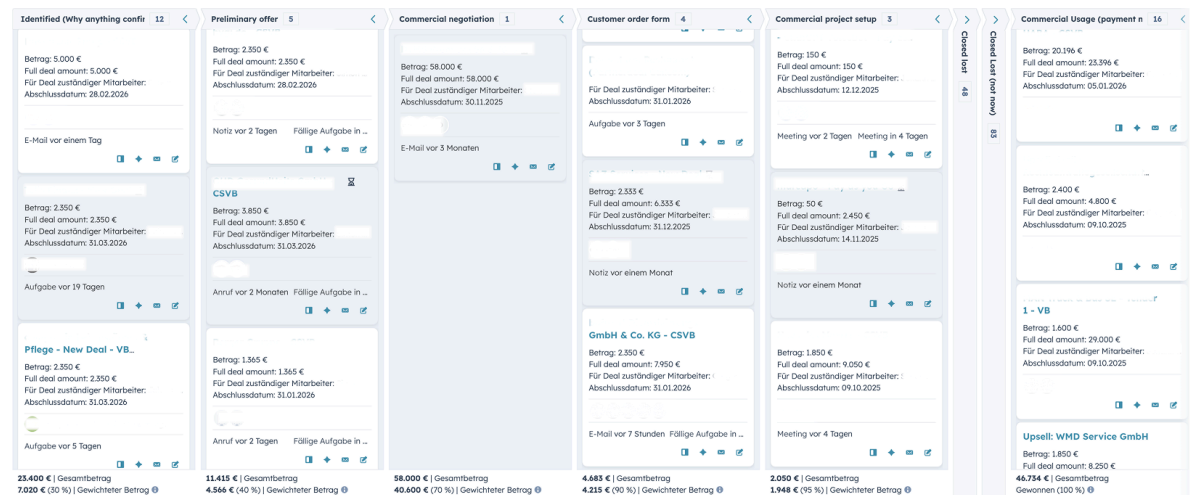 Identified (Why anything confir 12
Betrag: 5.000 €
Full deal amount: 5.000 €
Für Deal zuständiger Mitarbeiter:
Abschlussdatum: 28.02.2026
E-Mail vor einem Tag
Betrag: 2.350 €
Full deal amount: 2.350 €
Für Deal zuständiger Mitarbeiter:
Abschlussdatum: 31.03.2026
Aufgabe vor 19 Tagen
Pflege - New Deal - VB...
Betrag: 2.350 €
Full deal amount: 2.350 €
Für Deal zuständiger Mitarbeiter:
Abschlussdatum: 31.03.2026
Aufgabe vor 5 Tagen
23.400 € | Gesamtbetrag
7.020 € (30 %) | Gewichteter Betrag
Preliminary offer 5
Betrag: 2.350 €
Full deal amount: 2.350 €
Für Deal zuständiger Mitarbeiter:
Abschlussdatum: 28.02.2026
Notiz vor 2 Tagen Fällige Aufgabe in ...
CSVB
Betrag: 3.850 €
Full deal amount: 3.850 €
Für Deal zuständiger Mitarbeiter:
Abschlussdatum: 31.03.2026
Anruf vor 2 Monaten Fällige Aufgabe in ...
Betrag: 1.365 €
Full deal amount: 1.365 €
Für Deal zuständiger Mitarbeiter:
Abschlussdatum: 31.01.2026
Anruf vor 2 Tagen Fällige Aufgabe in ...
11.415 € | Gesamtbetrag
4.566 € (40 %) | Gewichteter Betrag
Commercial negotiation 1
Betrag: 58.000 €
Full deal amount: 58.000 €
Für Deal zuständiger Mitarbeiter:
Abschlussdatum: 30.11.2025
E-Mail vor 3 Monaten
58.000 € | Gesamtbetrag
40.600 € (70 %) | Gewichteter Betrag
Customer order form 4
Für Deal zuständiger Mitarbeiter:
Abschlussdatum: 31.01.2026
Aufgabe vor 3 Tagen
Betrag: 2.333 €
Full deal amount: 6.333 €
Für Deal zuständiger Mitarbeiter:
Abschlussdatum: 31.12.2025
Notiz vor einem Monat
GmbH & Co. KG - CSVB
Betrag: 2.350 €
Full deal amount: 7.950 €
Für Deal zuständiger Mitarbeiter:
Abschlussdatum: 31.01.2026
E-Mail vor 7 Stunden Fällige Aufgabe in ...
4.683 € | Gesamtbetrag
4.215 € (90 %) | Gewichteter Betrag
Commercial project setup 3
Betrag: 150 €
Full deal amount: 150 €
Für Deal zuständiger Mitarbeiter:
Abschlussdatum: 12.12.2025
Meeting vor 2 Tagen Meeting in 4 Tagen
Betrag: 50 €
Full deal amount: 2.450 €
Für Deal zuständiger Mitarbeiter:
Abschlussdatum: 14.11.2025
Notiz vor einem Monat
Betrag: 1.850 €
Full deal amount: 9.050 €
Für Deal zuständiger Mitarbeiter:
Abschlussdatum: 09.10.2025
Meeting vor 4 Tagen
2.050 € | Gesamtbetrag
1.948 € (95 %) | Gewichteter Betrag
Closed lost 48
Closed Lost (not now) 83
Commercial Usage (payment n 16
Betrag: 20.196 €
Full deal amount: 23.396 €
Für Deal zuständiger Mitarbeiter:
Abschlussdatum: 05.01.2026
Betrag: 2.400 €
Full deal amount: 4.800 €
Für Deal zuständiger Mitarbeiter:
Abschlussdatum: 09.10.2025
1 - VB
Betrag: 1.600 €
Full deal amount: 29.000 €
Für Deal zuständiger Mitarbeiter:
Abschlussdatum: 09.10.2025
Upsell: WMD Service GmbH
Betrag: 1.850 €
Full deal amount: 8.250 €
46.734 € | Gesamtbetrag
Gewonnen (100 %)